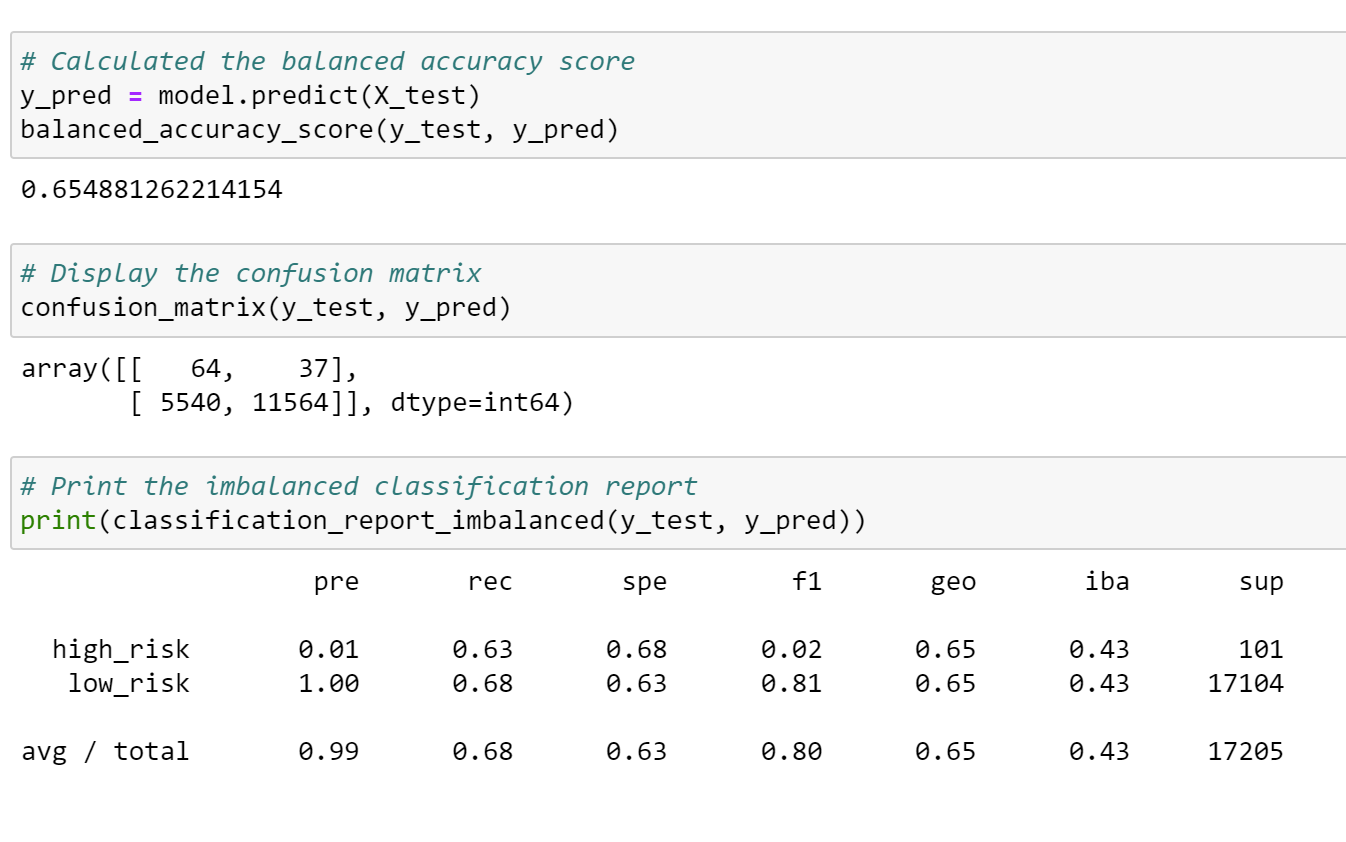 # Calculated the balanced accuracy score
y_pred = model.predict(X_test)
balanced_accuracy_score(y_test, y_pred)
0.654881262214154
# Display the confusion matrix
confusion_matrix(y_test, y_pred)
array([[   64,    37],
       [ 5540, 11564]], dtype=int64)
# Print the imbalanced classification report
print(classification_report_imbalanced(y_test, y_pred))
                   pre       rec       spe        f1       geo       iba       sup
  high_risk       0.01      0.63      0.68      0.02      0.65      0.43       101
   low_risk       1.00      0.68      0.63      0.81      0.65      0.43     17104
avg / total       0.99      0.68      0.63      0.80      0.65      0.43     17205